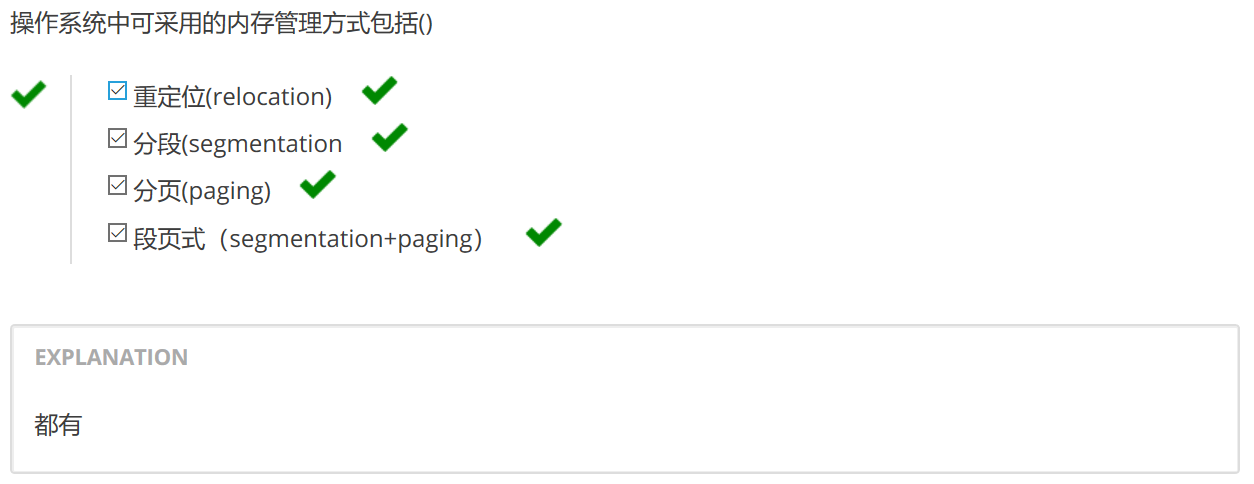 操作系统中可采用的内存管理方式包括()
重定位(relocation)
分段(segmentation
分页(paging)
段页式（segmentation+paging）
EXPLANATION
都有